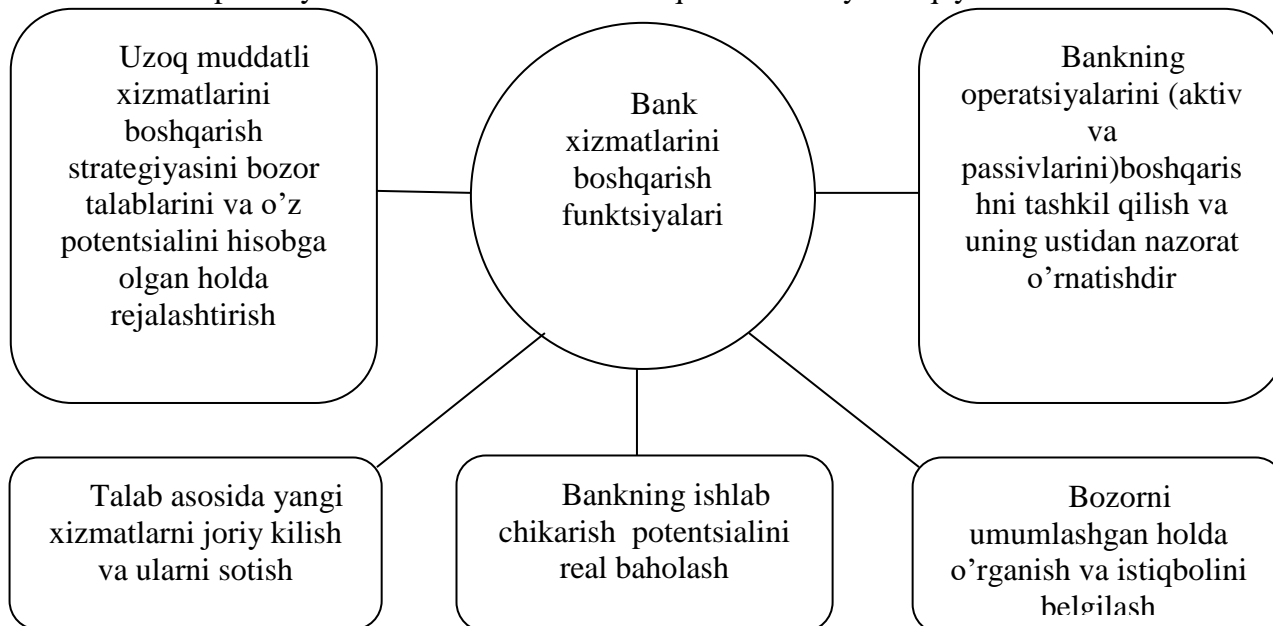 Uzoq muddatli
xizmatlarini
boshqarish
strategiyasini bozor
talablarini va o’z
potentsialini hisobga
olgan holda
rejalashtirish
Bank
xizmatlarini
boshqarish
funktsiyalari
Bankning
operatsiyalarini (aktiv
va
passivlarini)boshqaris
hni tashkil qilish va
uning ustidan nazorat
o’rnatishdir
Talab asosida yangi
xizmatlarni joriy kilish
va ularni sotish
Bankning ishlab
chikarish potentsialini
real baholash
Bozorni
umumlashgan holda
o’rganish va istiqbolini
belgilash